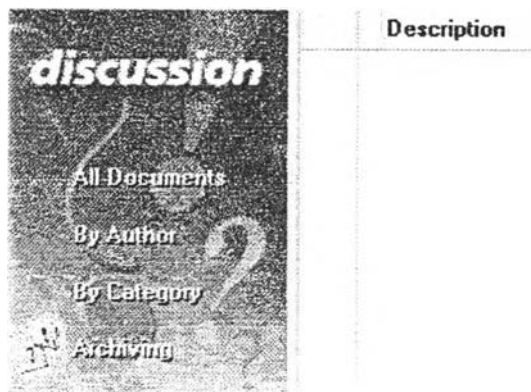 discussion
Description
All Documents
By Author
By Category
Archiving